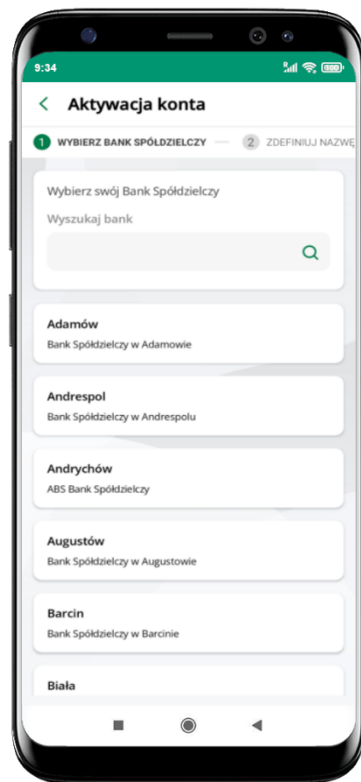 9:34
Aktywacja konta
1 WYBIERZ BANK SPÓŁDZIELCZY 2 ZDEFINIUJ NAZWĘ
Wybierz swój Bank Spółdzielczy
Wyszukaj bank
Adamów
Bank Spółdzielczy w Adamowie
Andrespol
Bank Spółdzielczy w Andrespolu
Andrychów
ABS Bank Spółdzielczy
Augustów
Bank Spółdzielczy w Augustowie
Barcin
Bank Spółdzielczy w Barcinie
Biała